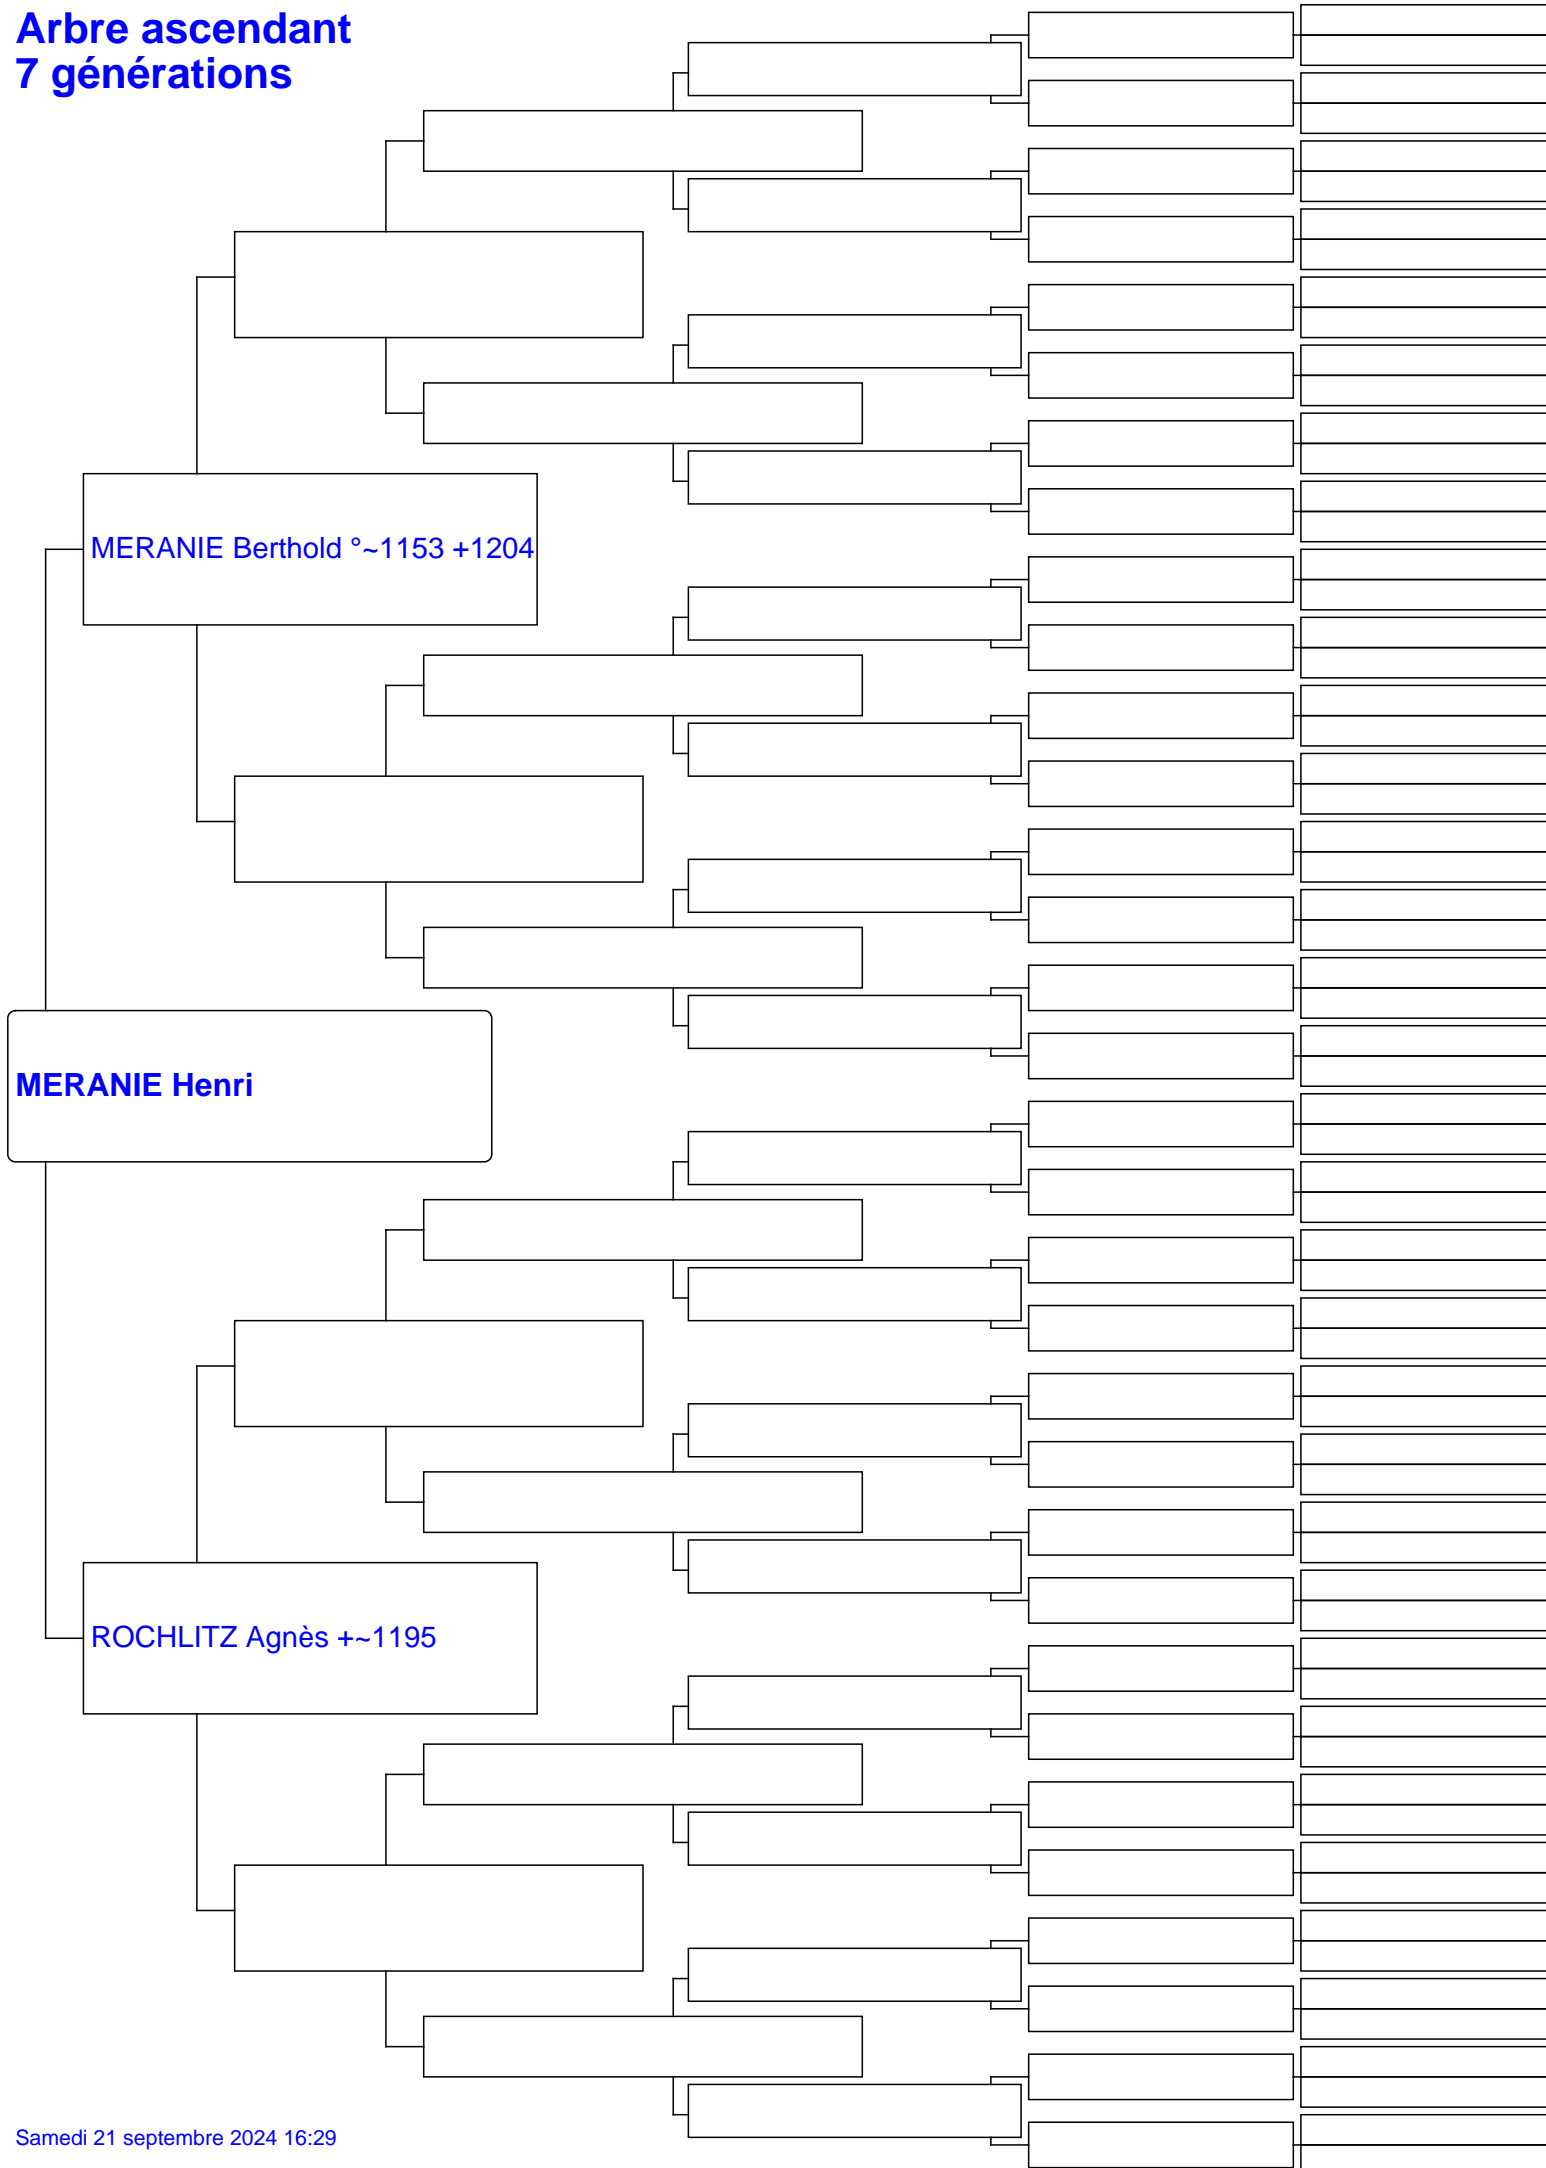 Arbre ascendant
7 générations
MERANIE Berthold °~1153 +1204
MERANIE Henri
ROCHLITZ Agnès +~1195
Samedi 21 septembre 2024 16:29